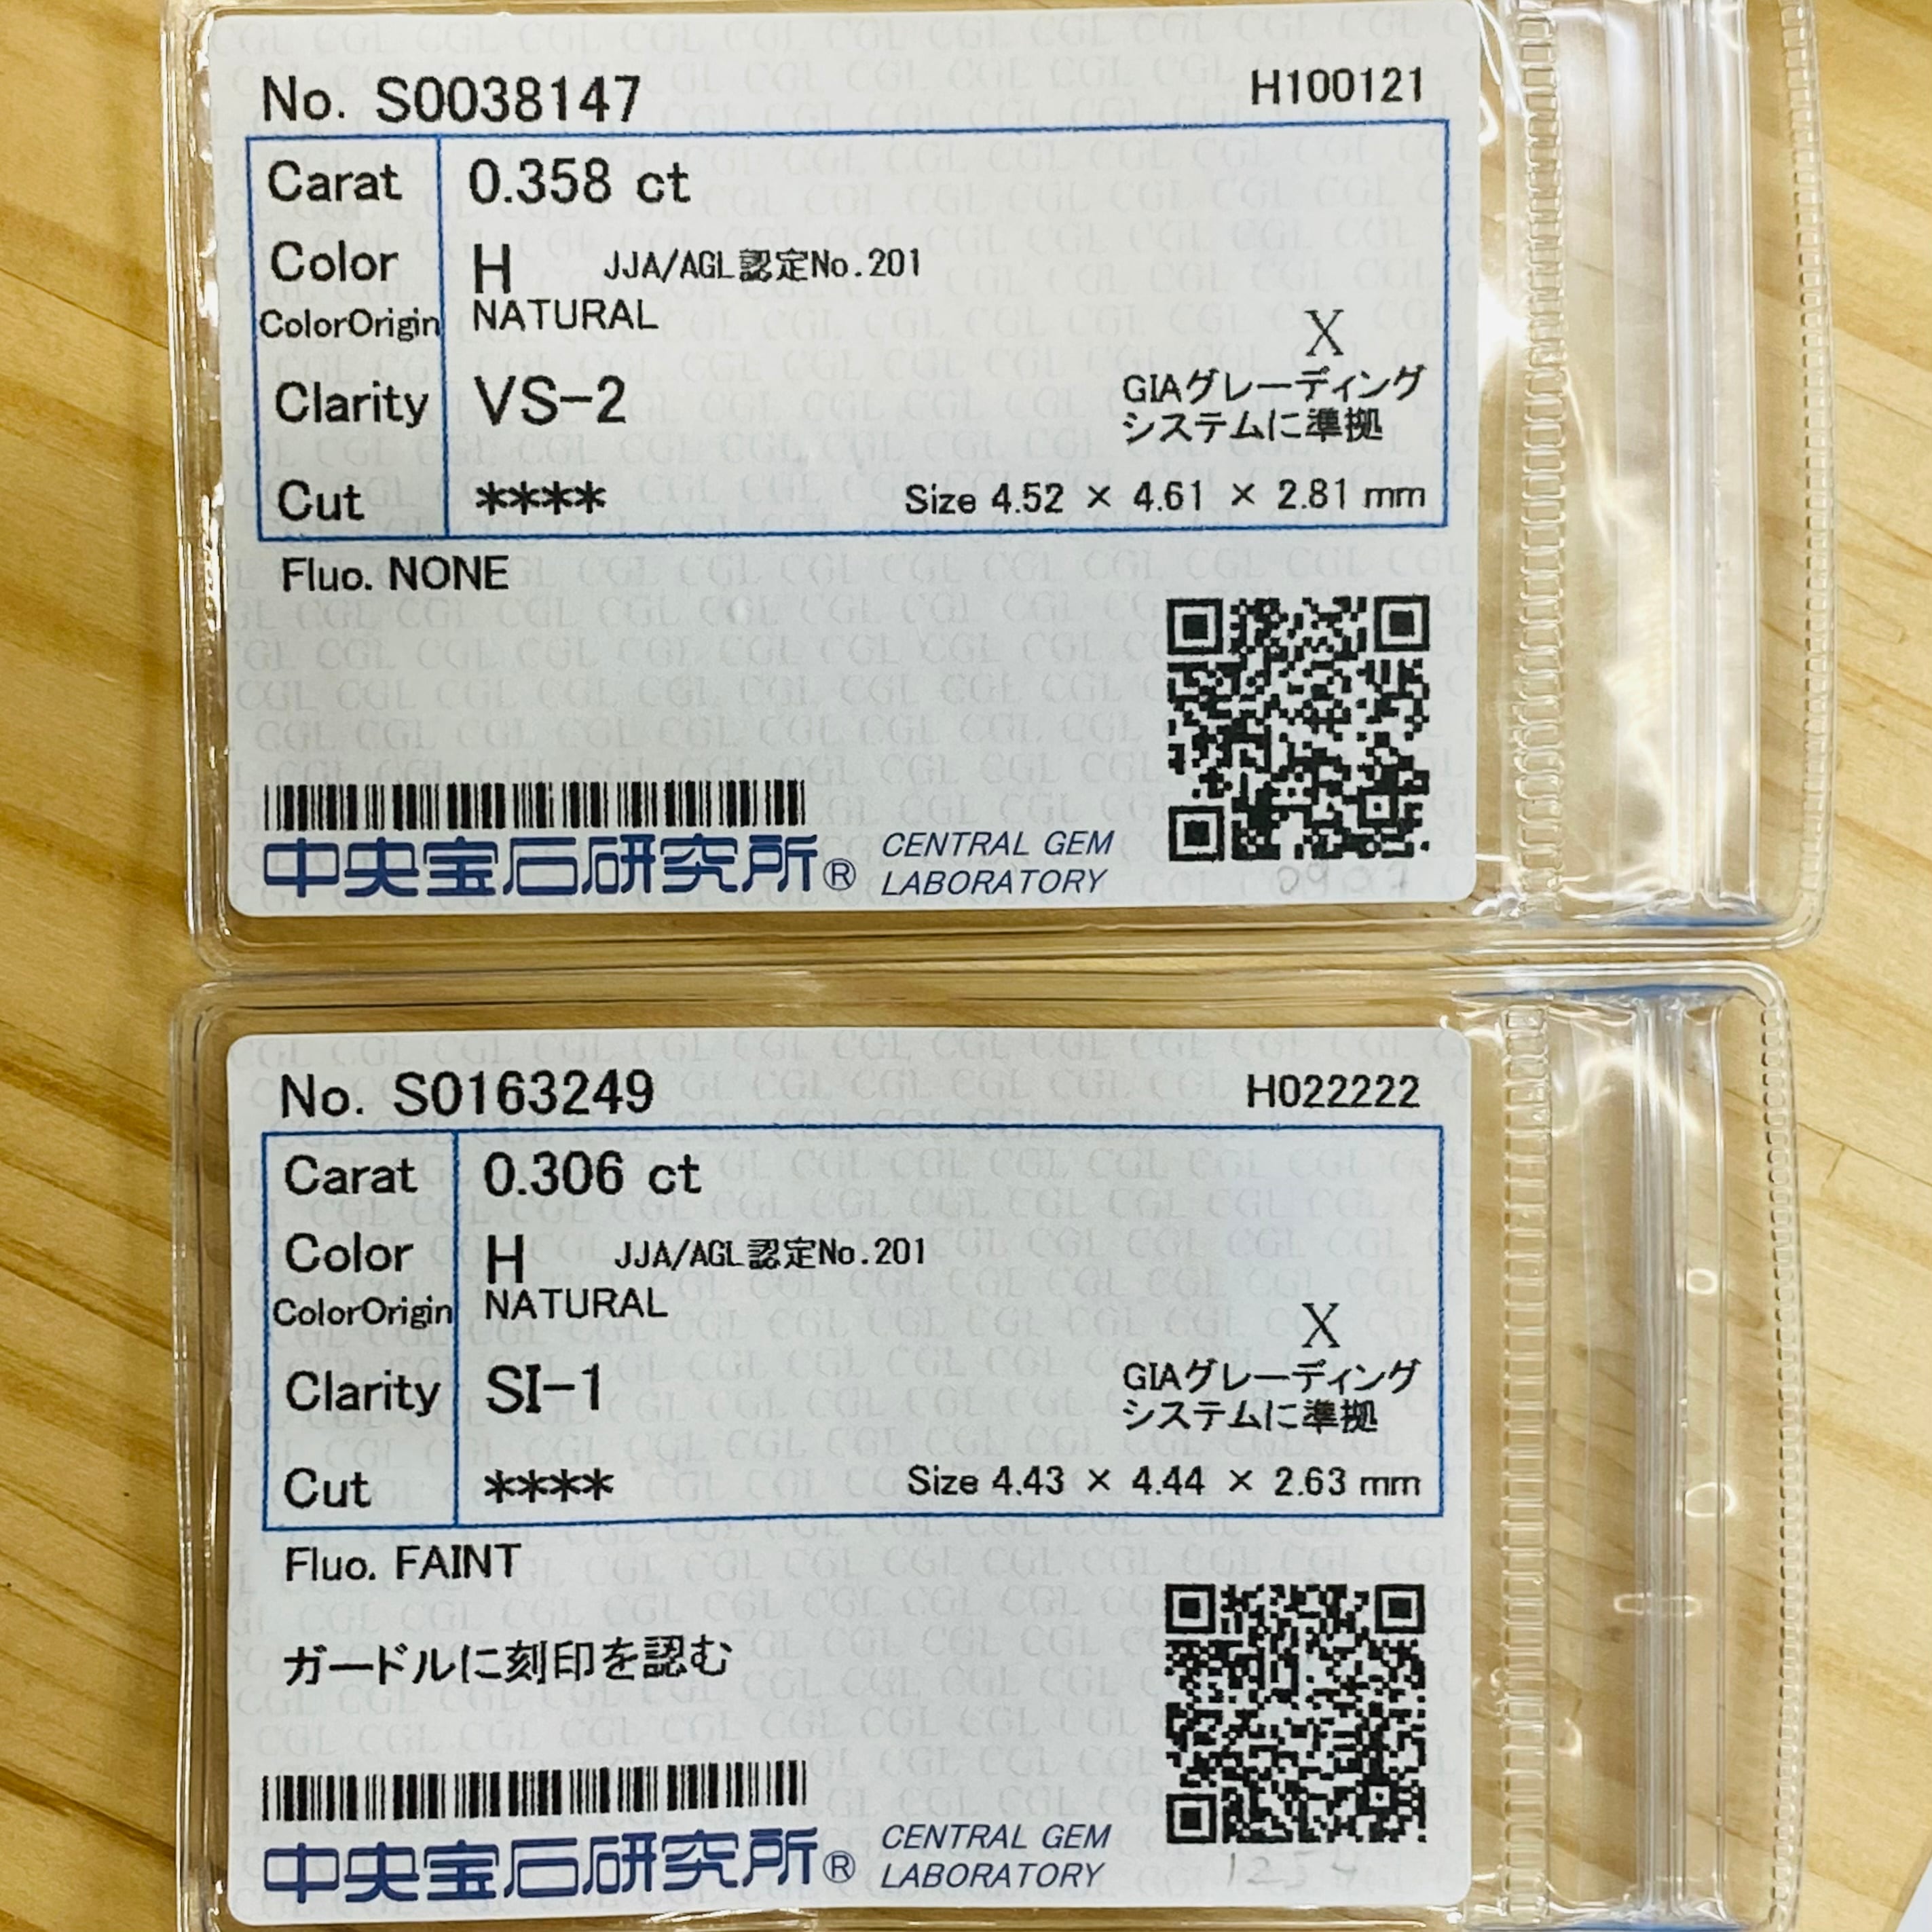 No. S0038147 H100121
Carat 0.358 ct
Color H JJA/AGL認定No.201
ColorOrigin NATURAL
X
Clarity VS-2 GIAグレーディング
システムに準拠
Cut **** Size 4.52 × 4.61 × 2.81 mm
Fluo. NONE
中央宝石研究所® CENTRAL GEM
LABORATORY
No. S0163249 H022222
Carat 0.306 ct
Color H JJA/AGL認定No.201
ColorOrigin NATURAL
X
Clarity SI-1 GIAグレーディング
システムに準拠
Cut **** Size 4.43 × 4.44 × 2.63 mm
Fluo. FAINT
ガードルに刻印を認む
中央宝石研究所® CENTRAL GEM
LABORATORY